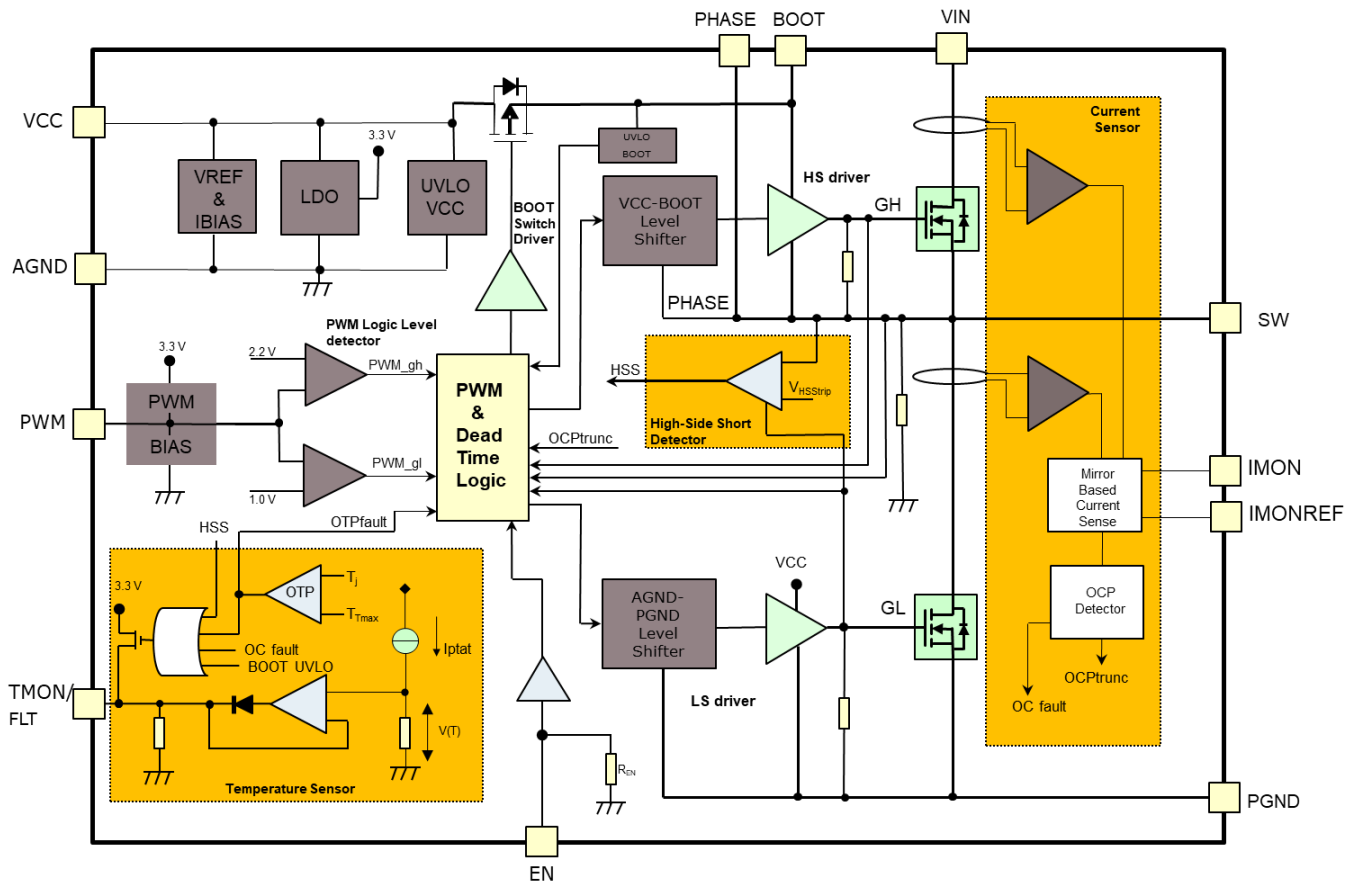 PHASE
BOOT
VIN
VCC
AGND
PWM
TMON/
FLT
EN
SW
IMON
IMONREF
PGND
VREF
&
IBIAS
LDO
3.3 V
UVLO
VCC
BOOT
Switch
Driver
UVLO
BOOT
VCC-BOOT
Level
Shifter
PHASE
HS driver
GH
Current
Sensor
PWM Logic Level
detector
3.3 V
2.2 V
PWM_gh
PWM
BIAS
1.0 V
PWM_gl
PWM
&
Dead
Time
Logic
HSS
VHSStrip
High-Side Short
Detector
OCPtrunc
OTPfault
HSS
3.3 V
OTP
Tj
TTmax
OC fault
BOOT UVLO
Iptat
V(T)
Temperature Sensor
REN
AGND-
PGND
Level
Shifter
VCC
LS driver
GL
Mirror
Based
Current
Sense
OCP
Detector
OCPtrunc
OC fault